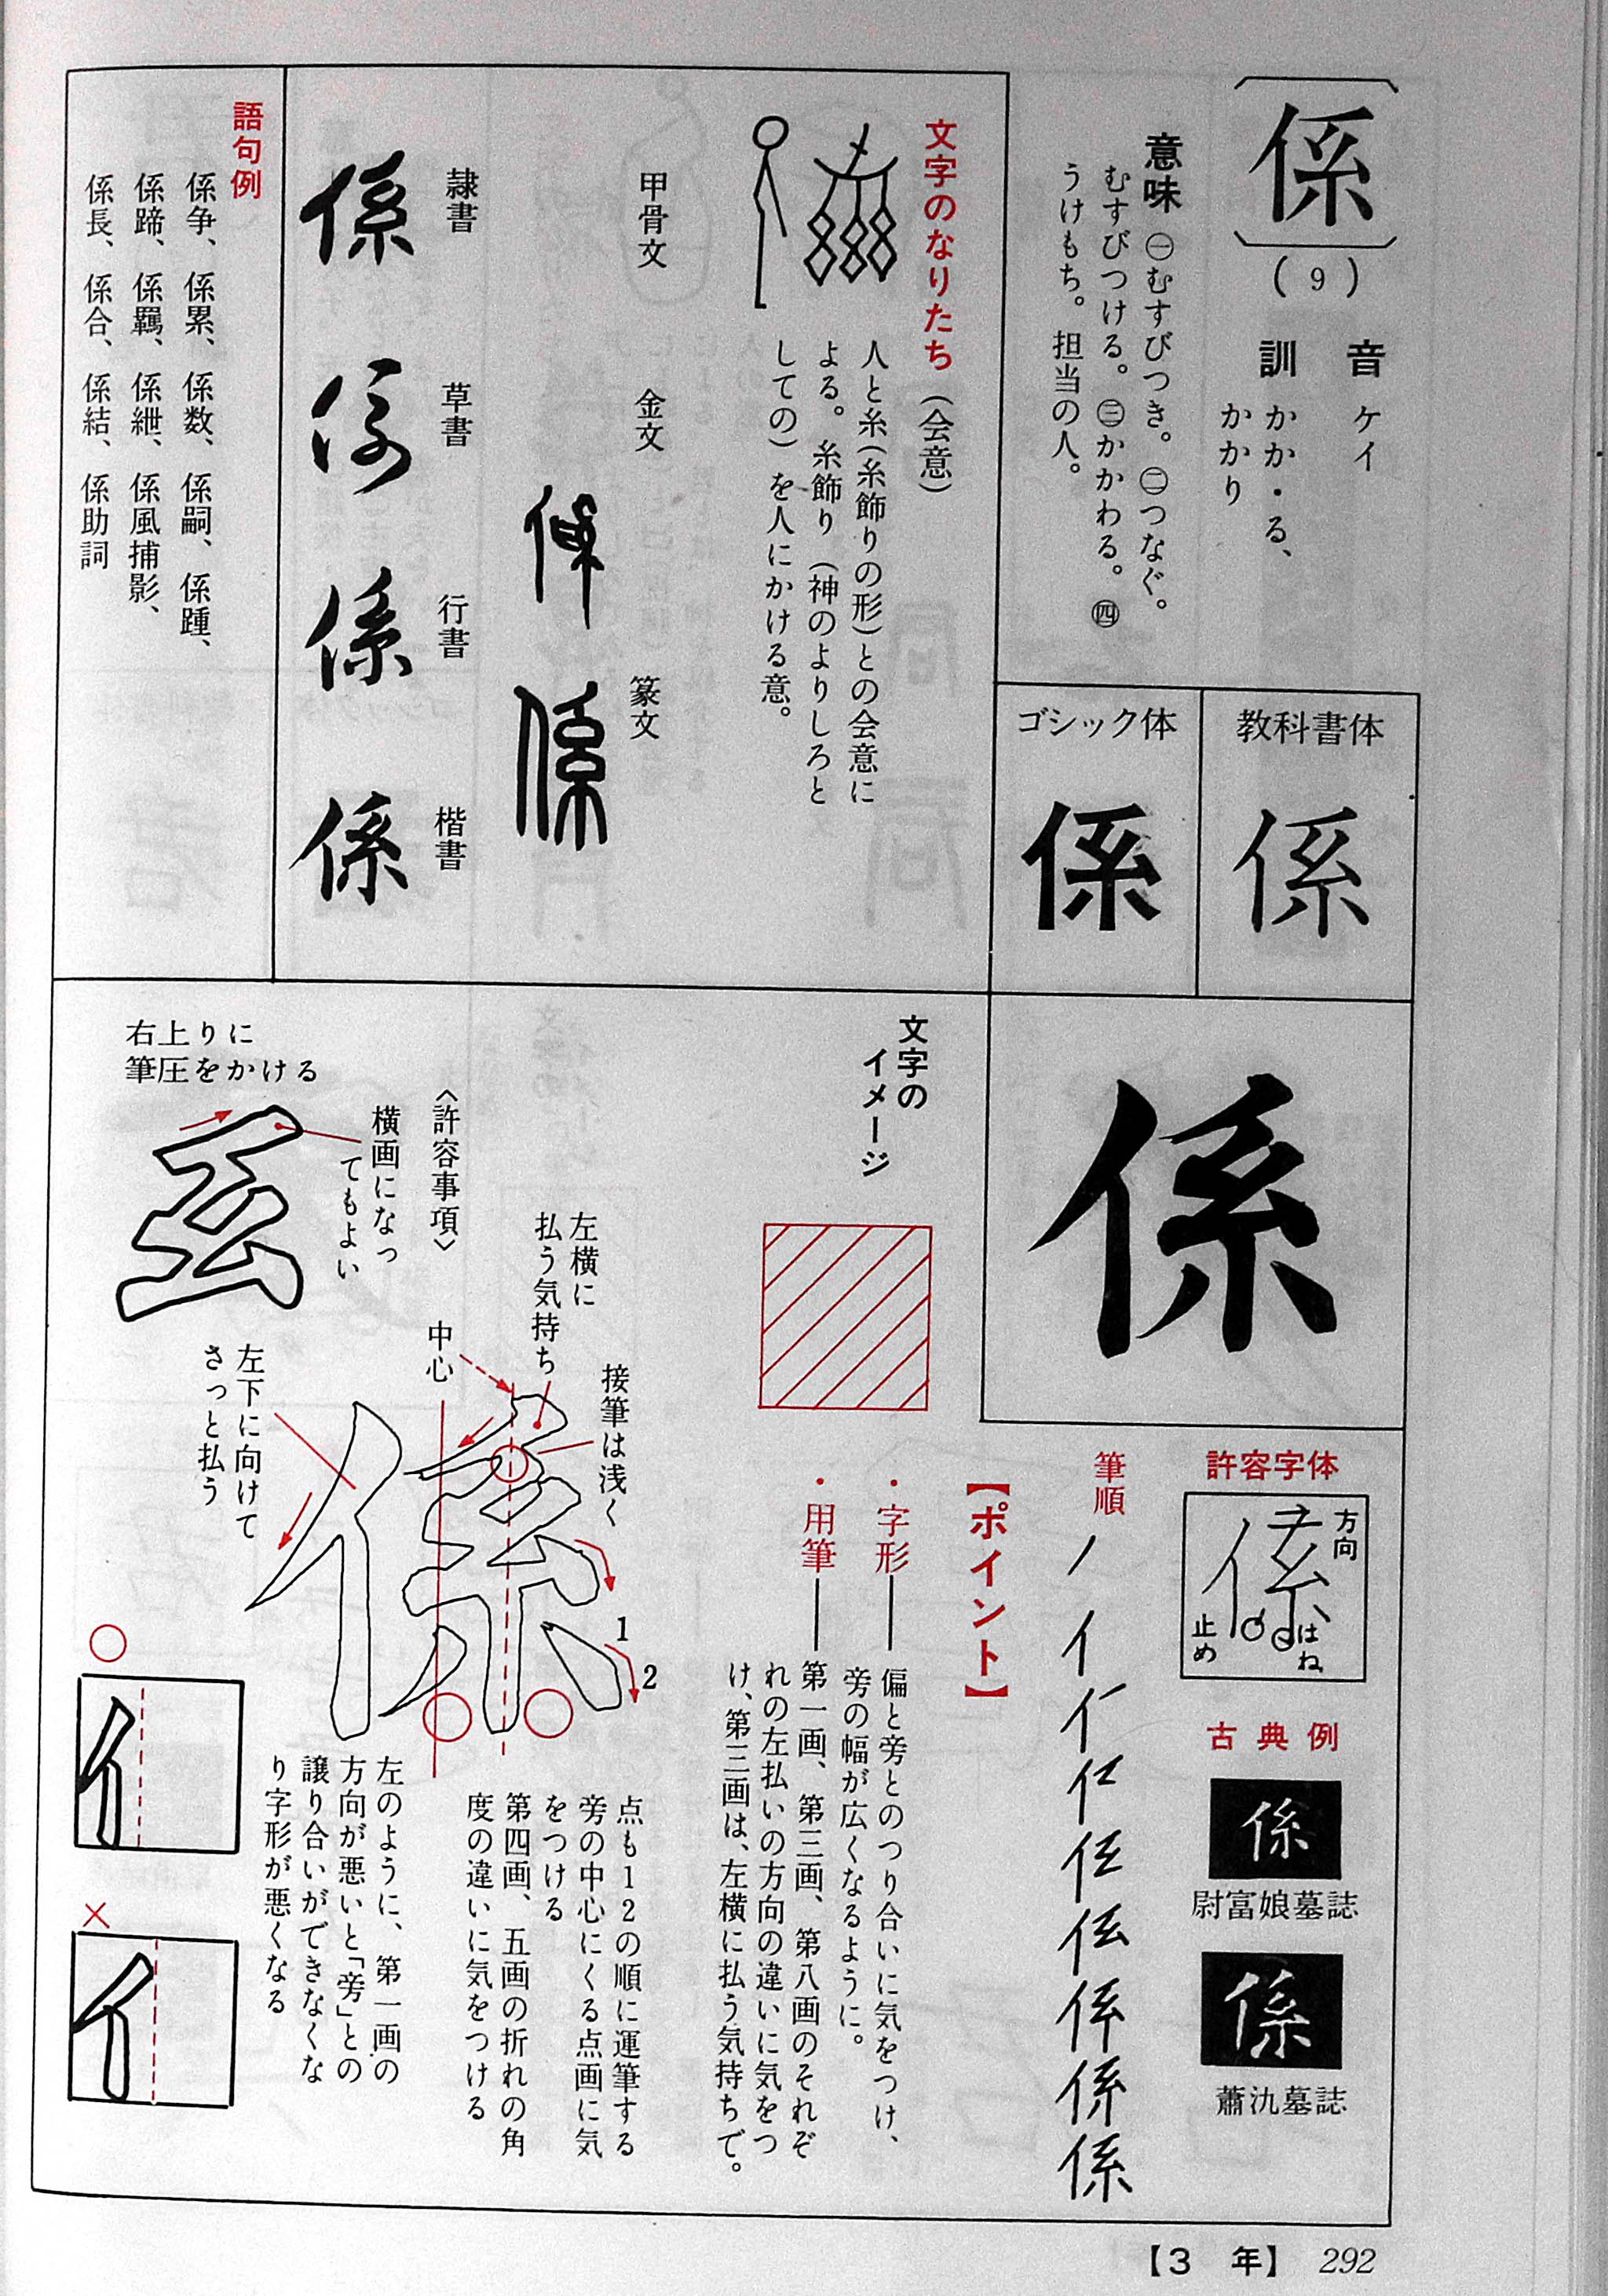 係
(9)
音 ケイ
訓 かか・る、
かかり
意味 ㊀むすびつき。㊁つなぐ。
むすびつける。㊂かかわる。㊃
うけもち。担当の人。
教科書体
係
ゴシック体
係
係
文字のなりたち(会意)
人と糸(糸飾りの形)との会意に
よる。糸飾り(神のよりしろと
しての)を人にかける意。
甲骨文
金文
篆文
係
係
隷書
草書
行書
楷書
係
係
係
係
語句例
係争、係累、係数、係嗣、係踵、
係蹄、係羈、係紲、係風捕影、
係長、係合、係結、係助詞
許容字体
方向
係
はね
止め
古典例
係
尉富娘墓誌
係
蕭氿墓誌
筆順
係
【ポイント】
・字形――偏と旁とのつり合いに気をつけ、
旁の幅が広くなるように。
・用筆――第一画、第三画、第八画のそれぞ
れの左払いの方向の違いに気をつ
け、第三画は、左横に払う気持ちで。
文字の
イメージ
接筆は浅く
左横に
払う気持ち
中心
1
2
点も12の順に運筆する
旁の中心にくる点画に気
をつける
第四画、五画の折れの角
度の違いに気をつける
〈許容事項〉
横画になっ
てもよい
右上りに
筆圧をかける
左下に向けて
さっと払う
左のように、第一画の
方向が悪いと「旁」との
譲り合いができなくな
り字形が悪くなる
○
×
【3 年】 292